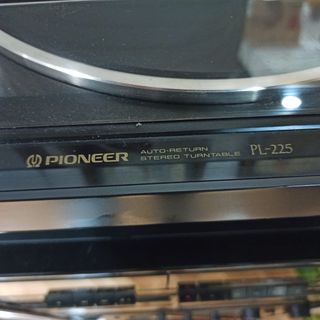 PIONEER
AUTO-RETURN
STEREO TURNTABLE
PL-225